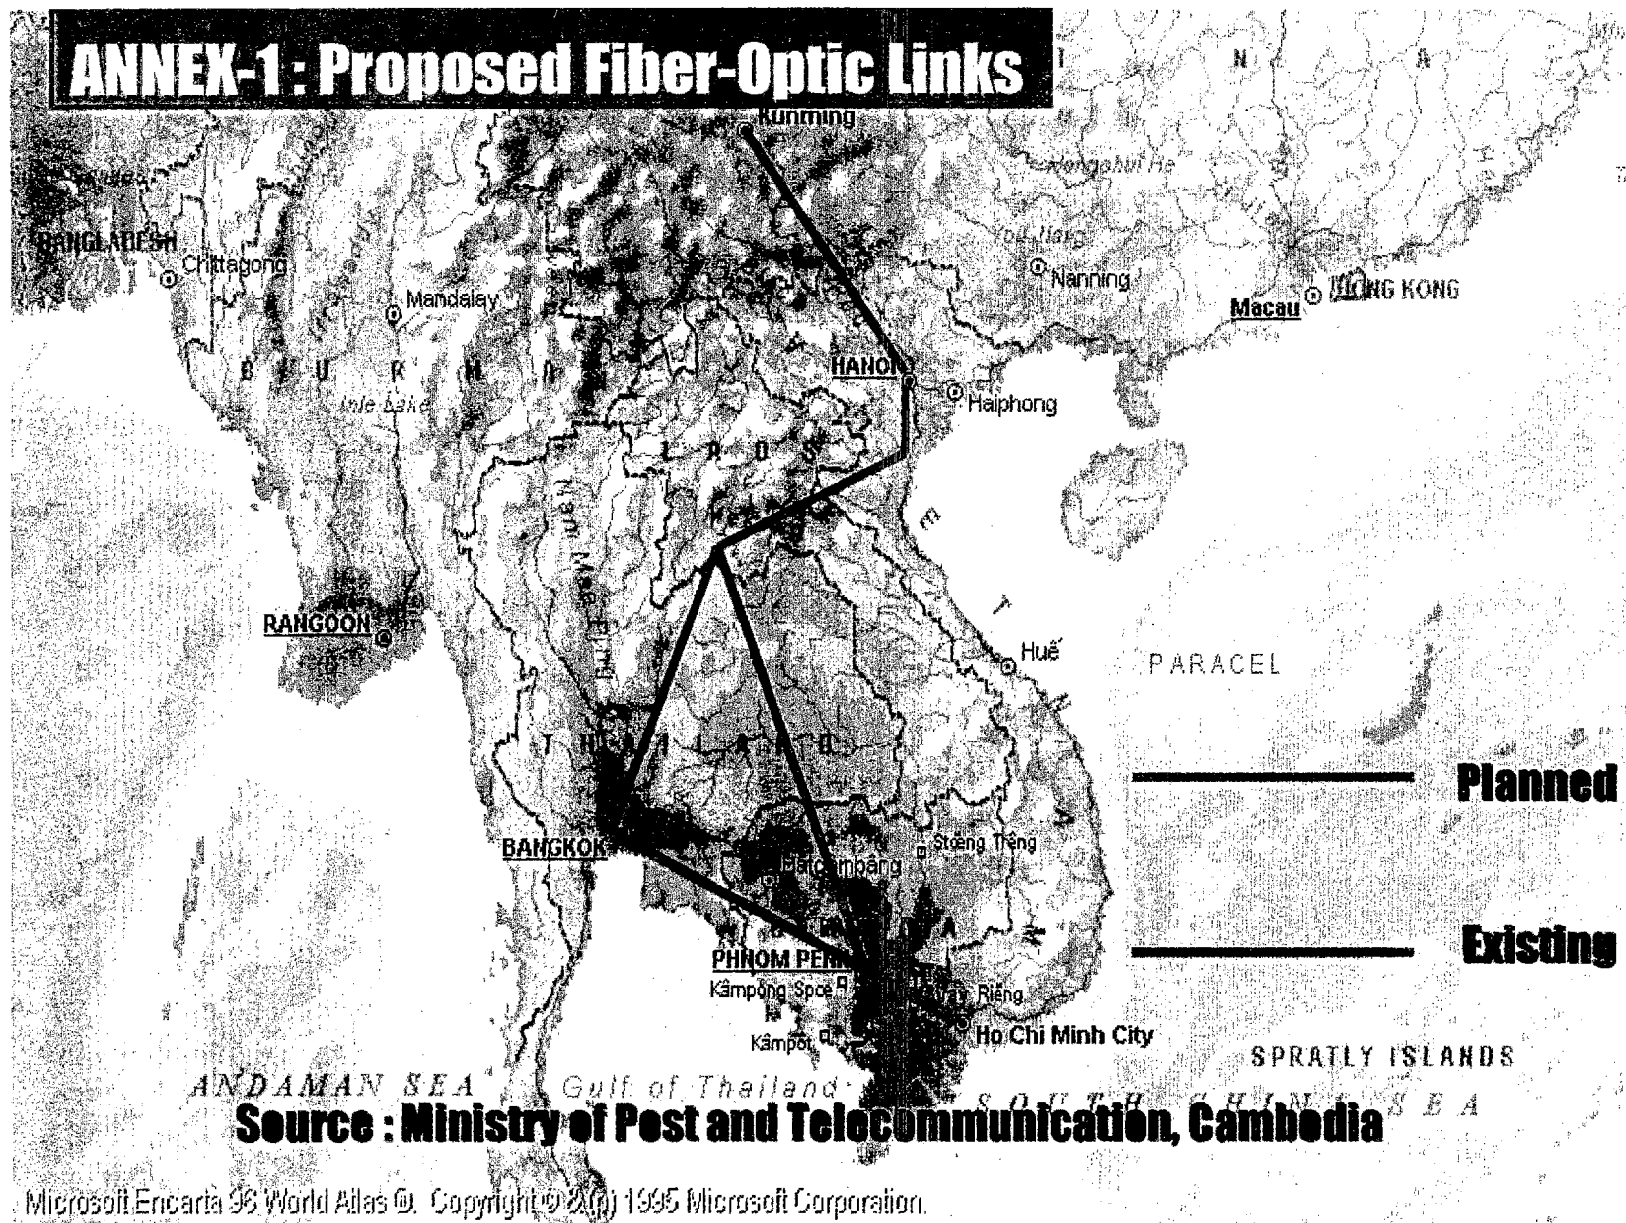 ANNEX-1 : Proposed Fiber-Optic Links
N A
Kunming
BANGLADESH
Chittagong
Mandalay
Nanning
HONG KONG
Macau
B U R M A
HANOI
Inle Lake
Haiphong
L A O S
RANGOON
Huế
PARACEL
T H A I L A N D
Planned
BANGKOK
Stœng Trêng
Batdâmbâng
Existing
PHNOM PENH
Kâmpóng Spœ
Riĕng
Ho Chi Minh City
Kâmpôt
SPRATLY ISLANDS
ANDAMAN SEA
Gulf of Thailand
SOUTH CHINA SEA
Source : Ministry of Post and Telecommunication, Cambodia
Microsoft Encarta 96 World Atlas ®. Copyright © & (p) 1995 Microsoft Corporation.